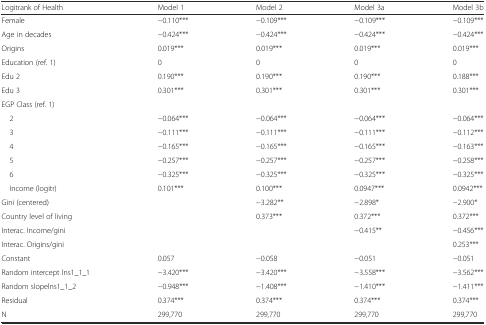 Logitrank of Health Model 1 Model 2 Model 3a Model 3b
Female −0.110*** −0.109*** −0.109*** −0.109***
Age in decades −0.424*** −0.424*** −0.424*** −0.424***
Origins 0.019*** 0.019*** 0.019*** 0.019***
Education (ref. 1) 0 0 0 0
Edu 2 0.190*** 0.190*** 0.190*** 0.188***
Edu 3 0.301*** 0.301*** 0.301*** 0.301***
EGP Class (ref. 1)
2 −0.064*** −0.064*** −0.064*** −0.064***
3 −0.111*** −0.111*** −0.111*** −0.112***
4 −0.165*** −0.165*** −0.165*** −0.163***
5 −0.257*** −0.257*** −0.257*** −0.258***
6 −0.325*** −0.325*** −0.325*** −0.325***
Income (logitr) 0.101*** 0.100*** 0.0947*** 0.0942***
Gini (centered) −3.282** −2.898* −2.900*
Country level of living 0.373*** 0.372*** 0.372***
Interac. Income/gini −0.415** −0.456***
Interac. Origins/gini 0.253***
Constant 0.057 −0.058 −0.051 −0.051
Random intercept lns1_1_1 −3.420*** −3.420*** −3.558*** −3.562***
Random slopelns1_1_2 −0.948*** −1.408*** −1.410*** −1.411***
Residual 0.374*** 0.374*** 0.374*** 0.374***
N 299,770 299,770 299,770 299,770